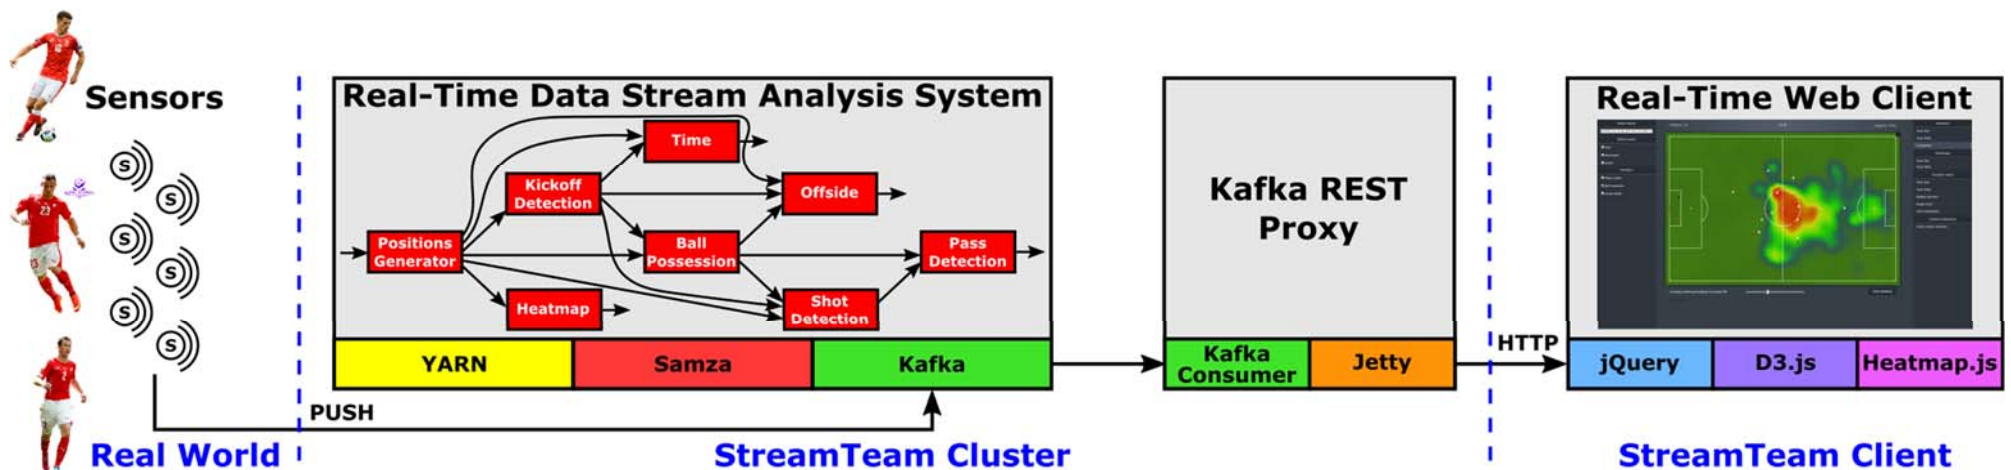 Sensors
S
S
S
S
S
S
Real World
PUSH
Real-Time Data Stream Analysis System
Time
Kickoff
Detection
Offside
Positions
Generator
Ball
Possession
Pass
Detection
Heatmap
Shot
Detection
YARN
Samza
Kafka
StreamTeam Cluster
Kafka REST
Proxy
Kafka
Consumer
Jetty
HTTP
Real-Time Web Client
jQuery
D3.js
Heatmap.js
StreamTeam Client